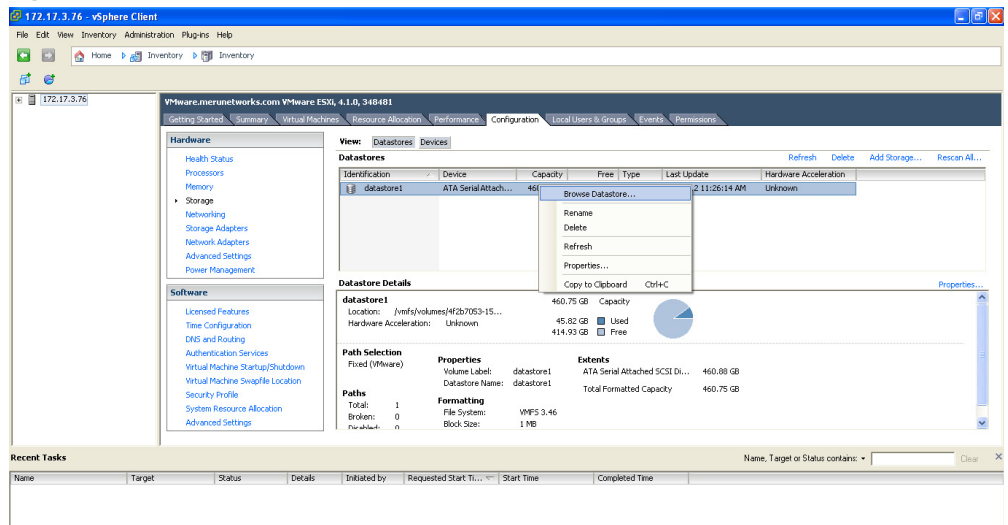 172.17.3.76 - vSphere Client
File Edit View Inventory Administration Plug-ins Help
Home Inventory Inventory
172.17.3.76
VMware.merunetworks.com VMware ESXi, 4.1.0, 348481
Getting Started Summary Virtual Machines Resource Allocation Performance Configuration Local Users & Groups Events Permissions
Hardware
Health Status
Processors
Memory
Storage
Networking
Storage Adapters
Network Adapters
Advanced Settings
Power Management
Software
Licensed Features
Time Configuration
DNS and Routing
Authentication Services
Virtual Machine Startup/Shutdown
Virtual Machine Swapfile Location
Security Profile
System Resource Allocation
Advanced Settings
View: Datastores Devices
Datastores
Refresh Delete Add Storage... Rescan All...
Identification Device Capacity Free Type Last Update Hardware Acceleration
datastore1 ATA Serial Attach... 11:26:14 AM Unknown
Browse Datastore...
Rename
Delete
Refresh
Properties...
Copy to Clipboard Ctrl+C
Datastore Details
Properties...
datastore1 460.75 GB Capacity
Location: /vmfs/volumes/4f2b7053-15...
Hardware Acceleration: Unknown
45.82 GB Used
414.93 GB Free
Path Selection
Fixed (VMware)
Paths
Total: 1
Broken: 0
Disabled: 0
Properties
Volume Label: datastore1
Datastore Name: datastore1
Formatting
File System: VMFS 3.46
Block Size: 1 MB
Extents
ATA Serial Attached SCSI Di... 460.88 GB
Total Formatted Capacity 460.75 GB
Recent Tasks
Name, Target or Status contains: Clear
Name Target Status Details Initiated by Requested Start Ti... Start Time Completed Time